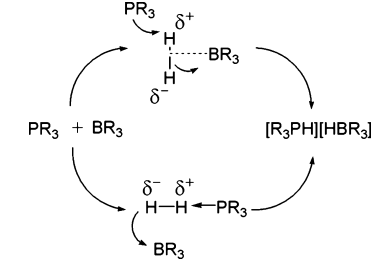 PR₃
δ⁺
H
BR₃
H
δ⁻
PR₃ + BR₃
[R₃PH][HBR₃]
δ⁻ δ⁺
H–H PR₃
BR₃